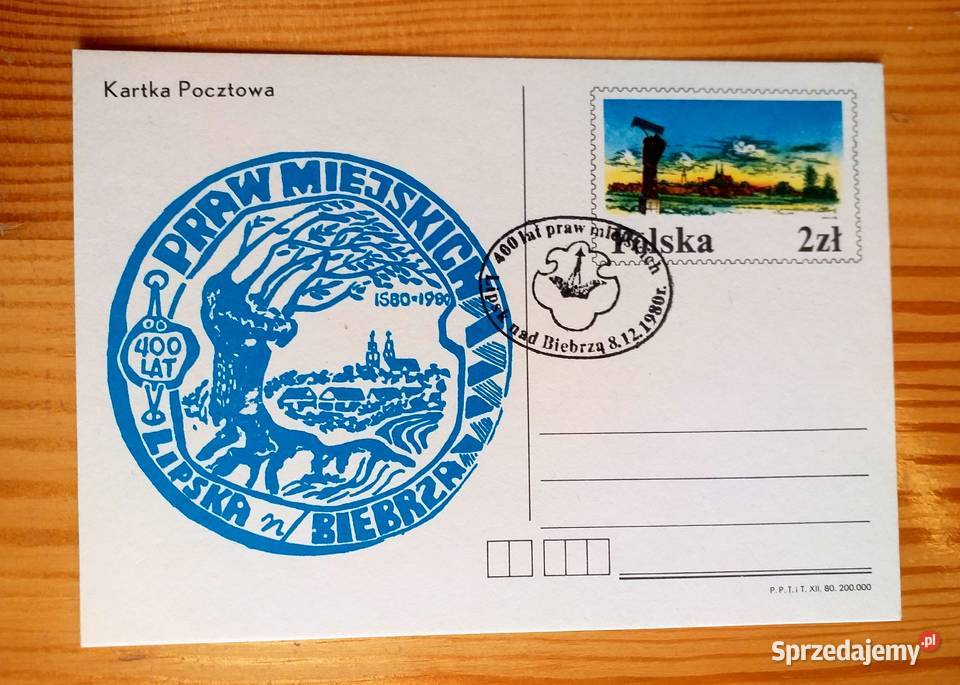 Kartka Pocztowa
PRAW MIEJSKICH
1580-1980
400
LAT
LIPSKA n/BIEBRZĄ
Polska 2zł
400 lat praw miejskich
Lipsk nad Biebrzą 8.12.1980r.
P.P.T.i T. XII. 80. 200.000
Sprzedajemy.pl